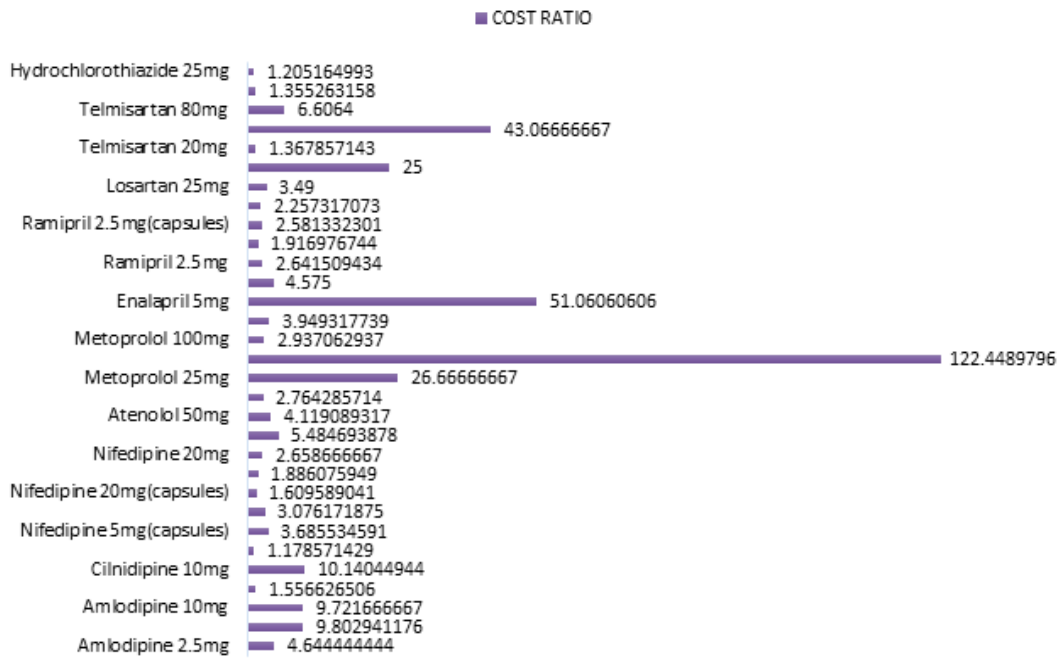 COST RATIO
Hydrochlorothiazide 25mg 1.205164993
1.355263158
Telmisartan 80mg 6.6064
43.06666667
Telmisartan 20mg 1.367857143
25
Losartan 25mg 3.49
2.257317073
Ramipril 2.5mg(capsules) 2.581332301
1.916976744
Ramipril 2.5mg 2.641509434
4.575
Enalapril 5mg 51.06060606
3.949317739
Metoprolol 100mg 2.937062937
122.4489796
Metoprolol 25mg 26.66666667
2.764285714
Atenolol 50mg 4.119089317
5.484693878
Nifedipine 20mg 2.658666667
1.886075949
Nifedipine 20mg(capsules) 1.609589041
3.076171875
Nifedipine 5mg(capsules) 3.685534591
1.178571429
Cilnidipine 10mg 10.14044944
1.556626506
Amlodipine 10mg 9.721666667
9.802941176
Amlodipine 2.5mg 4.644444444